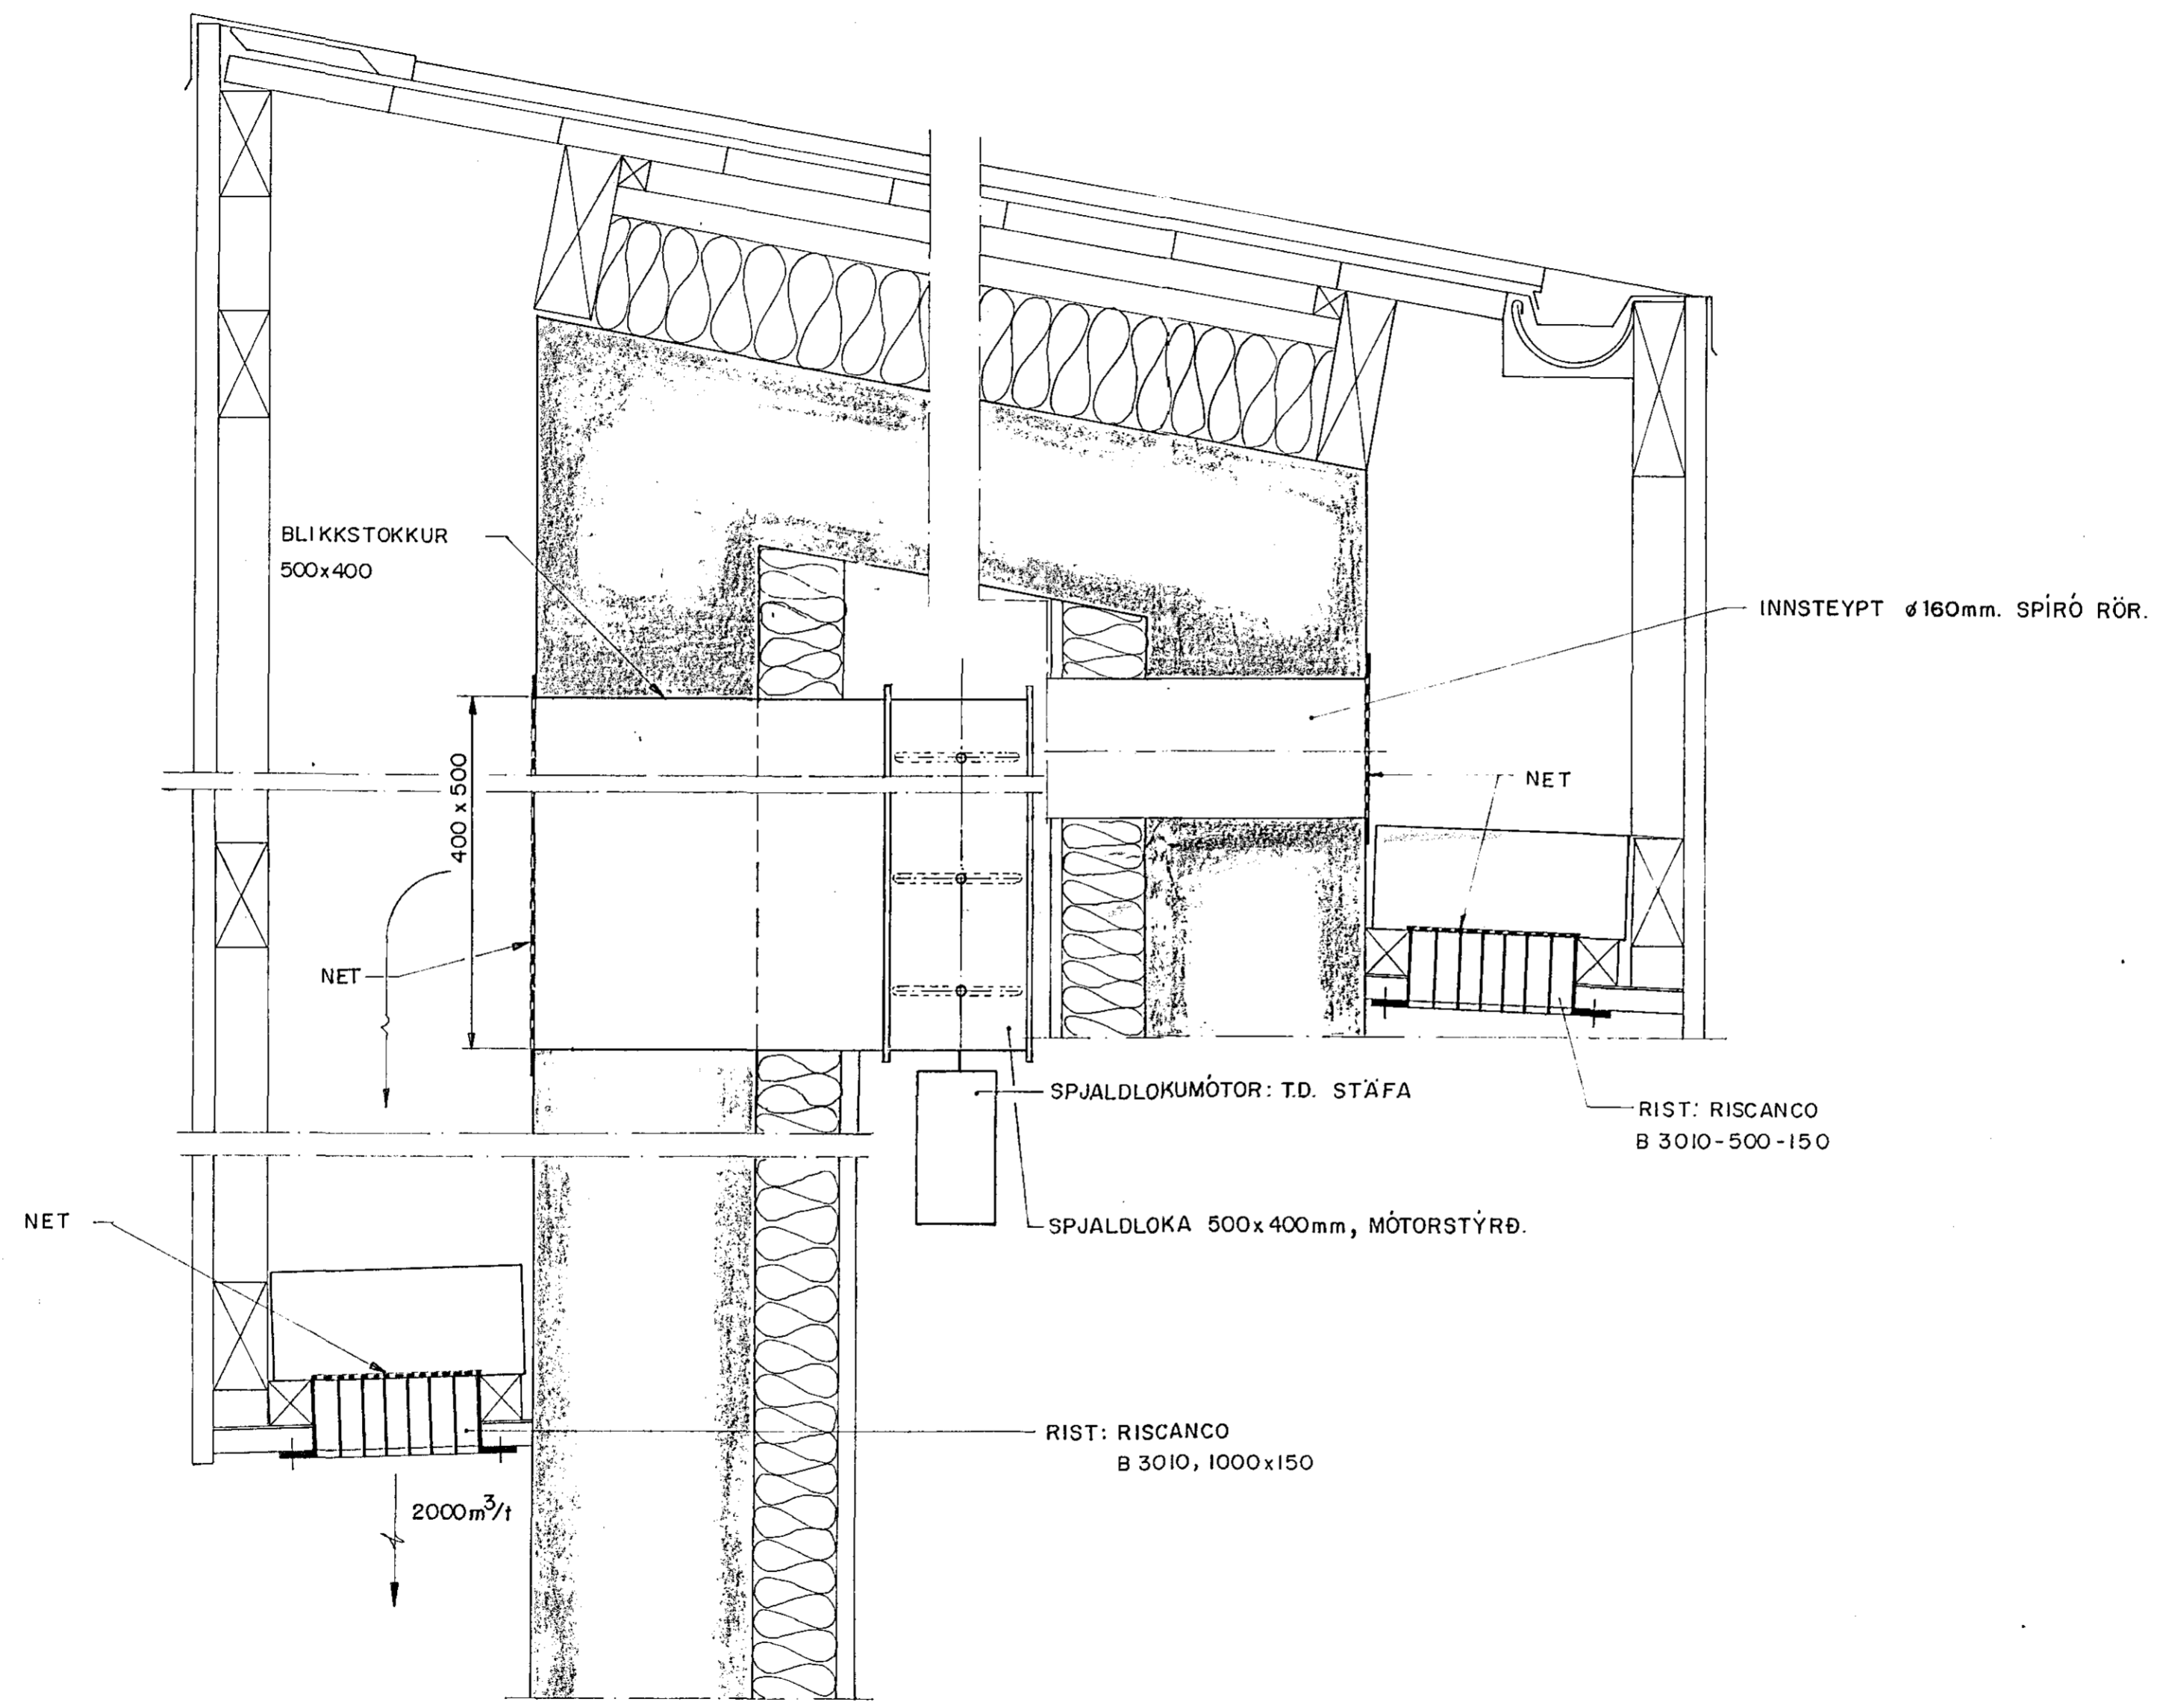 BLIKKSTOKKUR
500x400
INNSTEYPT ø160mm. SPÍRÓ RÖR.
400 x 500
NET
NET
SPJALDLOKUMÓTOR: T.D. STÄFA
RIST: RISCANCO
B 3010-500-150
NET
SPJALDLOKA 500x400mm, MÓTORSTÝRÐ.
RIST: RISCANCO
B 3010, 1000x150
2000m³/t